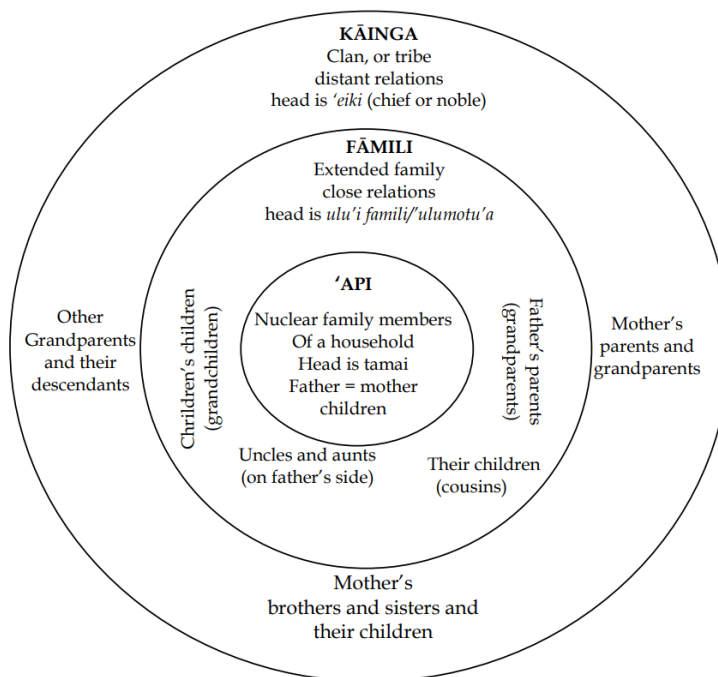 KĀINGA
Clan, or tribe
distant relations
head is ‘eiki (chief or noble)
FĀMILI
Extended family
close relations
head is ulu’i famili/’ulumotu’a
‘API
Nuclear family members
Of a household
Head is tamai
Father = mother
children
Other
Grandparents
and their
descendants
Chrildren’s children
(grandchildren)
Father’s parents
(grandparents)
Mother’s
parents and
grandparents
Uncles and aunts
(on father’s side)
Their children
(cousins)
Mother’s
brothers and sisters and
their children